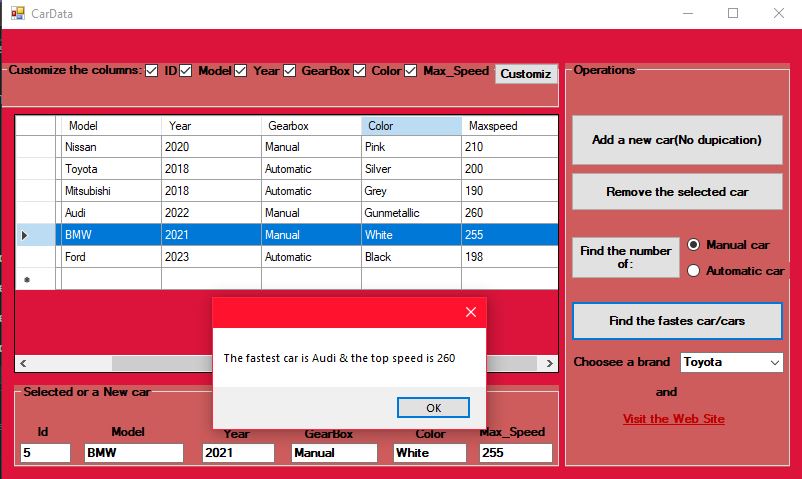 CarData
Customize the columns: ID Model Year GearBox Color Max_Speed Customiz
Model Year Gearbox Color Maxspeed
Nissan 2020 Manual Pink 210
Toyota 2018 Automatic Silver 200
Mitsubishi 2018 Automatic Grey 190
Audi 2022 Manual Gunmetallic 260
BMW 2021 Manual White 255
Ford 2023 Automatic Black 198
The fastest car is Audi & the top speed is 260
OK
Selected or a New car
Id Model Year GearBox Color Max_Speed
5 BMW 2021 Manual White 255
Operations
Add a new car(No dupication)
Remove the selected car
Find the number
of:
Manual car
Automatic car
Find the fastes car/cars
Choosee a brand Toyota
and
Visit the Web Site